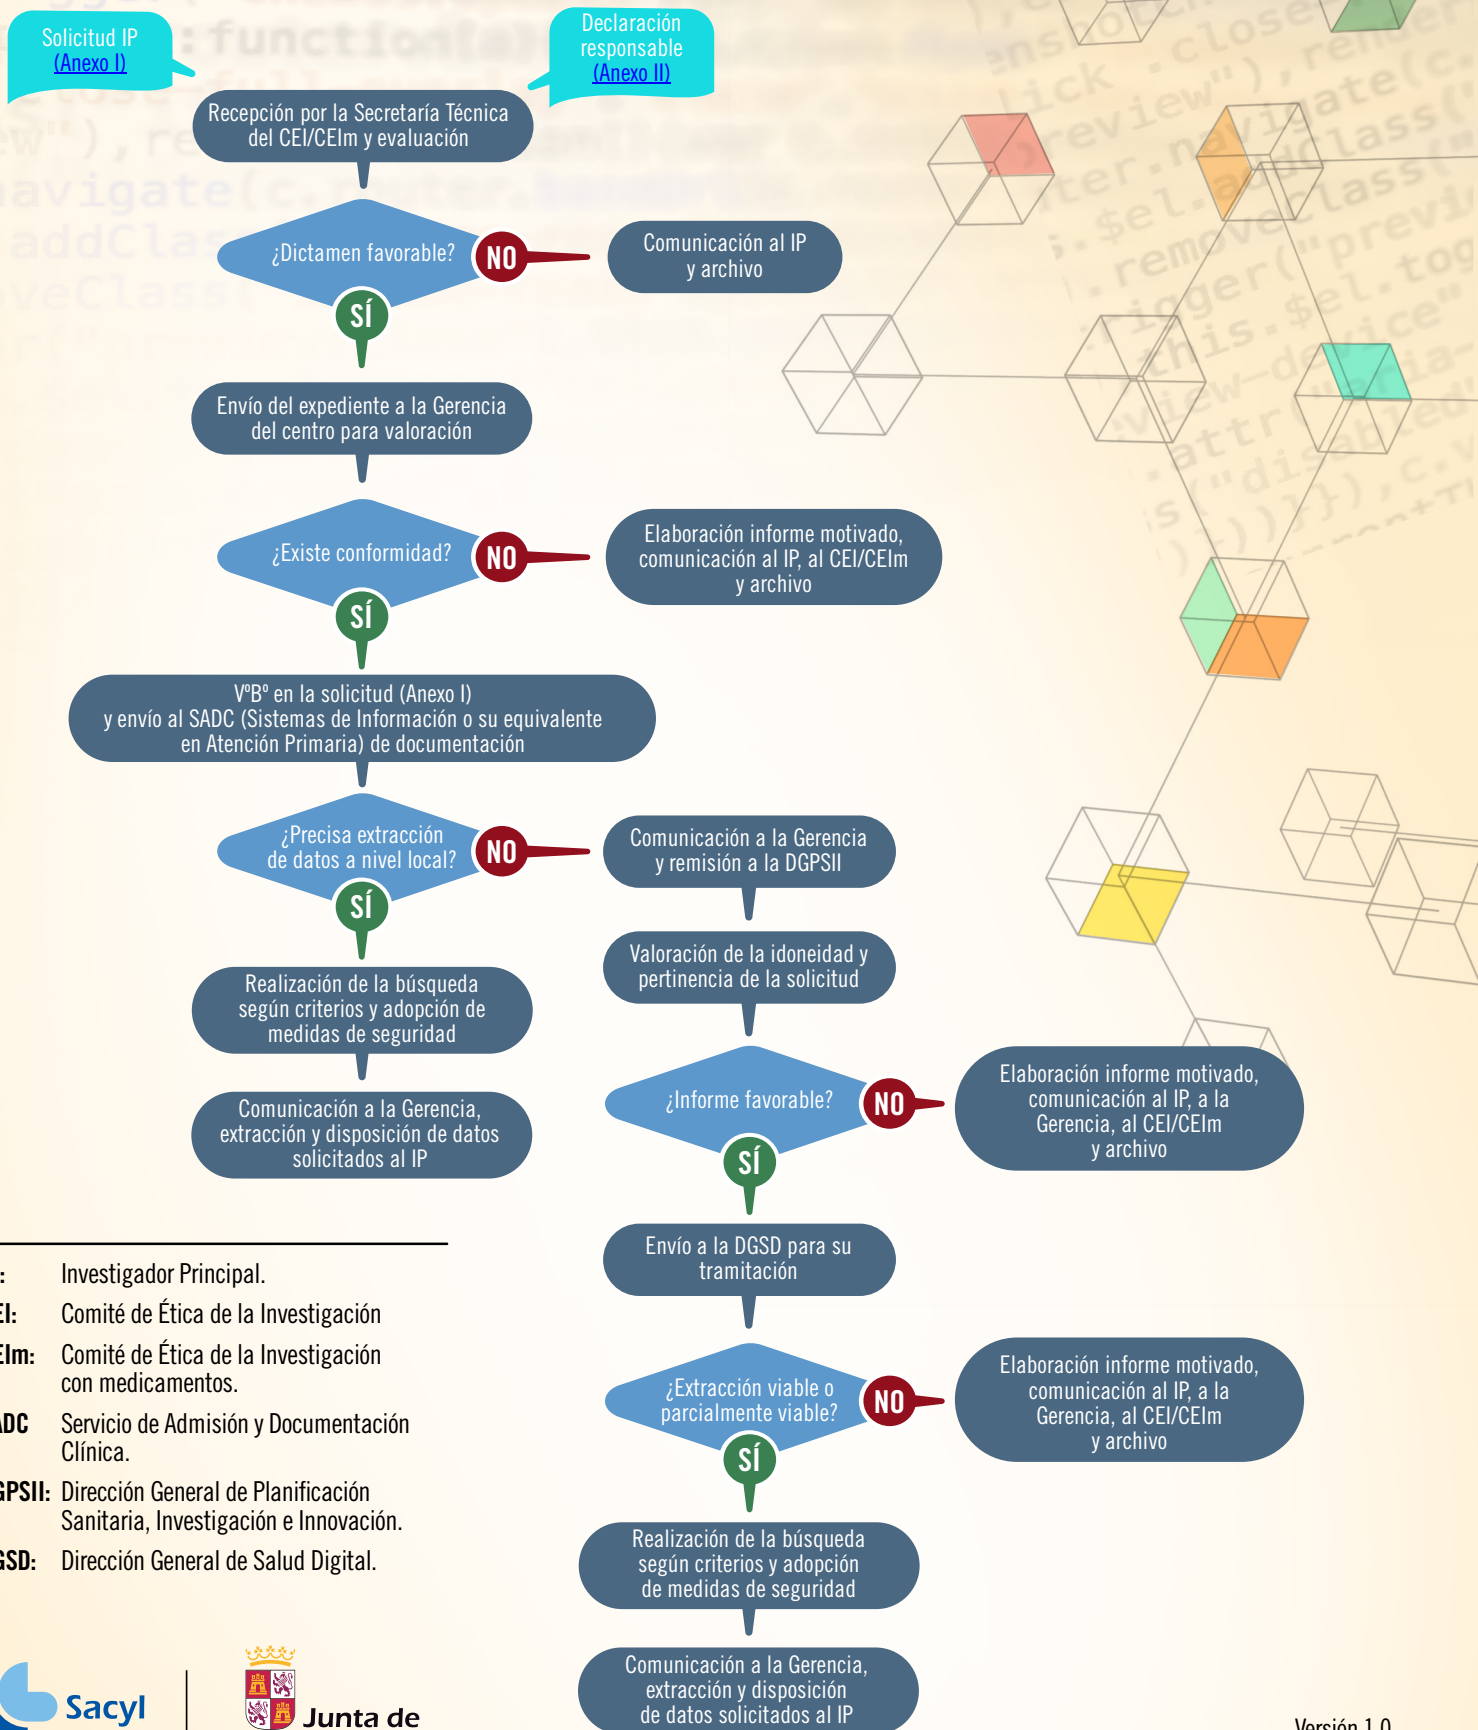 Solicitud IP
(Anexo I)
Declaración
responsable
(Anexo II)
Recepción por la Secretaría Técnica
del CEI/CEIm y evaluación
¿Dictamen favorable?
NO
Comunicación al IP
y archivo
SÍ
Envío del expediente a la Gerencia
del centro para valoración
¿Existe conformidad?
NO
Elaboración informe motivado,
comunicación al IP, al CEI/CEIm
y archivo
SÍ
VºBº en la solicitud (Anexo I)
y envío al SADC (Sistemas de Información o su equivalente
en Atención Primaria) de documentación
¿Precisa extracción
de datos a nivel local?
NO
Comunicación a la Gerencia
y remisión a la DGPSII
SÍ
Valoración de la idoneidad y
pertinencia de la solicitud
Realización de la búsqueda
según criterios y adopción de
medidas de seguridad
Comunicación a la Gerencia,
extracción y disposición de datos
solicitados al IP
¿Informe favorable?
NO
Elaboración informe motivado,
comunicación al IP, a la
Gerencia, al CEI/CEIm
y archivo
SÍ
Envío a la DGSD para su
tramitación
¿Extracción viable o
parcialmente viable?
NO
Elaboración informe motivado,
comunicación al IP, a la
Gerencia, al CEI/CEIm
y archivo
SÍ
Realización de la búsqueda
según criterios y adopción
de medidas de seguridad
Comunicación a la Gerencia,
extracción y disposición
de datos solicitados al IP
: Investigador Principal.
EI: Comité de Ética de la Investigación
EIm: Comité de Ética de la Investigación
con medicamentos.
ADC Servicio de Admisión y Documentación
Clínica.
GPSII: Dirección General de Planificación
Sanitaria, Investigación e Innovación.
GSD: Dirección General de Salud Digital.
Sacyl
Junta de
Versión 1.0